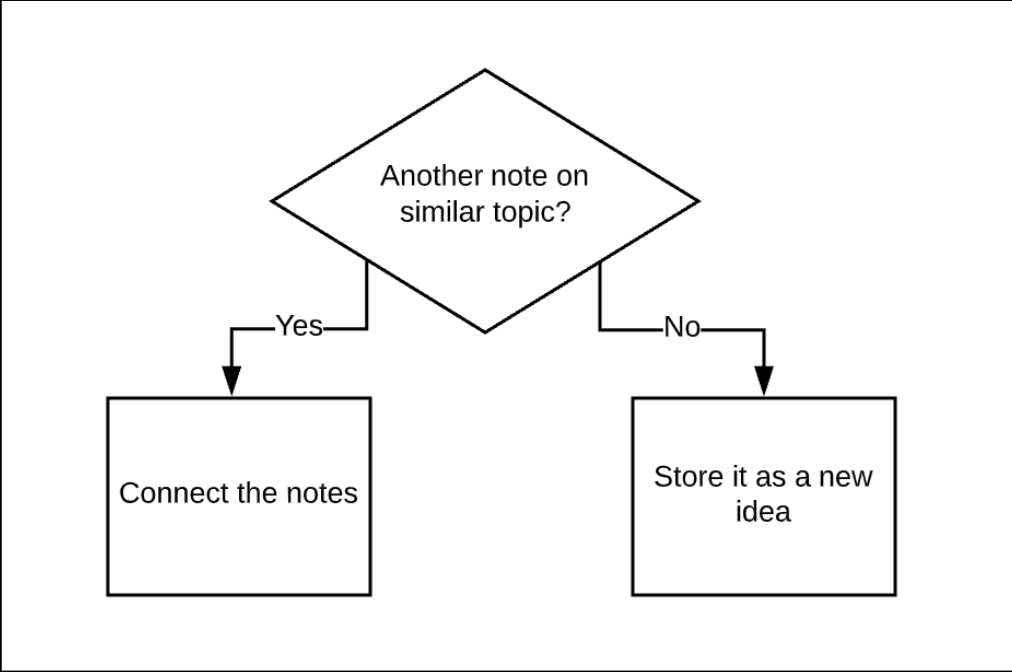 Another note on
similar topic?
Yes
No
Connect the notes
Store it as a new
idea